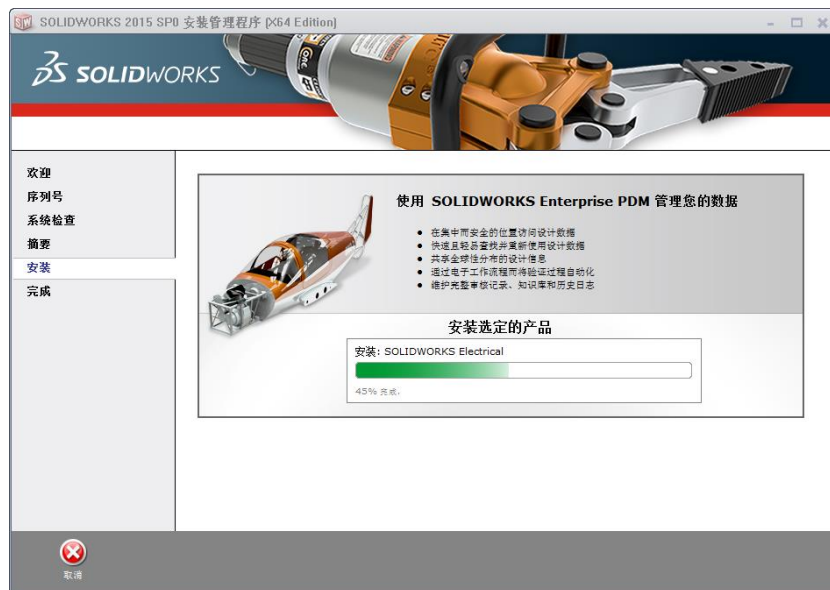 SOLIDWORKS 2015 SP0 安装管理程序 (X64 Edition)
SOLIDWORKS
欢迎
序列号
系统检查
摘要
安装
完成
使用 SOLIDWORKS Enterprise PDM 管理您的数据
• 在集中而安全的位置访问设计数据
• 快速且轻易查找并重新使用设计数据
• 共享全球性分布的设计信息
• 通过电子工作流程而将验证过程自动化
• 维护完整审核记录、知识库和历史日志
安装选定的产品
安装: SOLIDWORKS Electrical
45% 完成.
取消